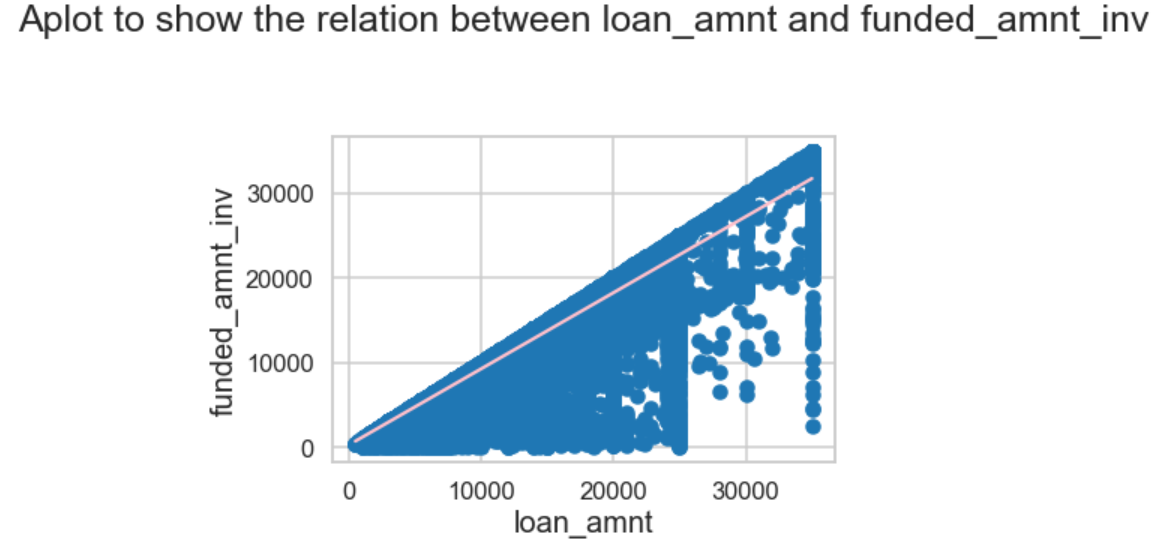 Aplot to show the relation between loan_amnt and funded_amnt_inv
funded_amnt_inv
30000
20000
10000
0
0 10000 20000 30000
loan_amnt